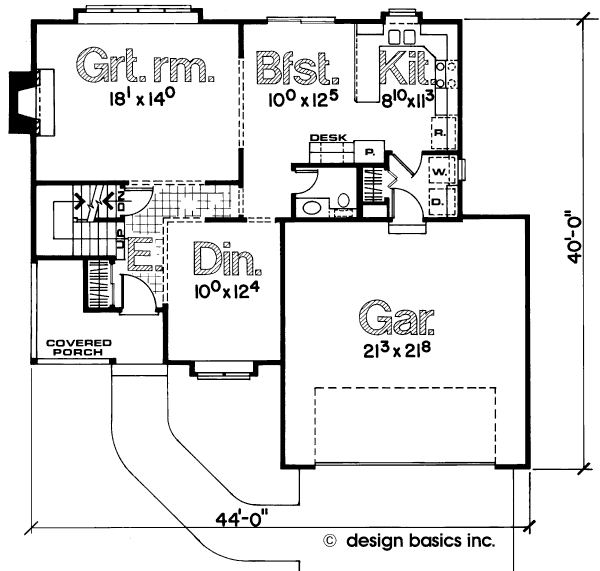 Grt. rm.
18¹ x 14⁰
Bfst.
10⁰ x 12⁵
Kit.
8¹⁰ x 11³
DESK
P.
R.
W.
D.
DN
UP
E.
Din.
10⁰ x 12⁴
Gar.
21³ x 21⁸
COVERED
PORCH
40'-0"
44'-0"
© design basics inc.